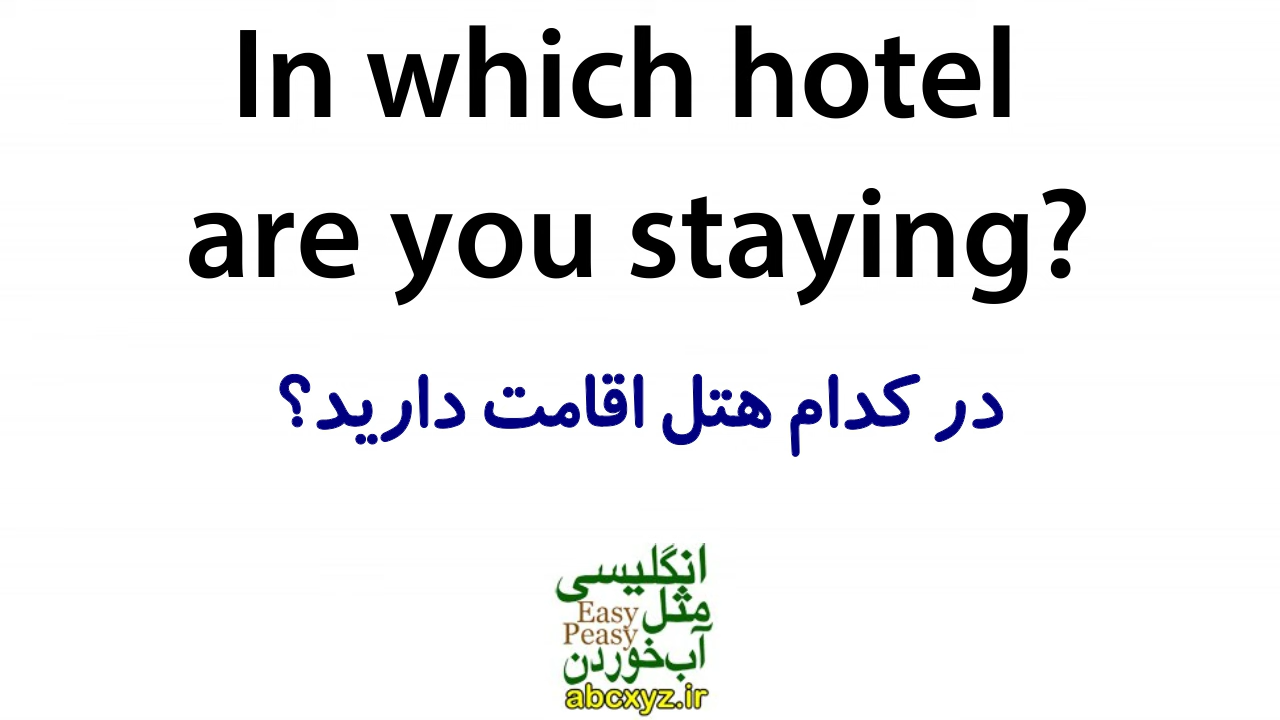 In which hotel
are you staying?
در کدام هتل اقامت دارید؟
انگلیسی
مثل
Easy
Peasy
آب‌خوردن
abcxyz.ir